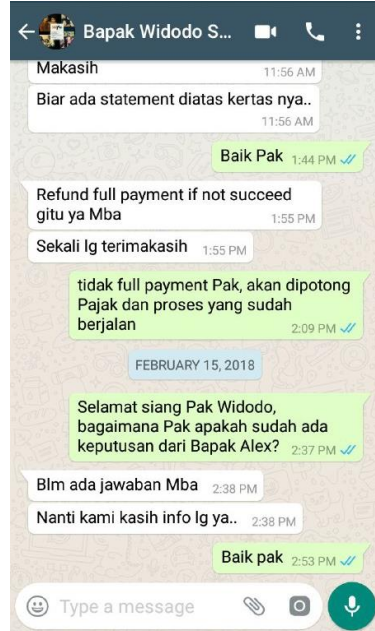 Bapak Widodo S...
Makasih
11:56 AM
Biar ada statement diatas kertas nya..
11:56 AM
Baik Pak 1:44 PM
Refund full payment if not succeed
gitu ya Mba
1:55 PM
Sekali lg terimakasih 1:55 PM
tidak full payment Pak, akan dipotong
Pajak dan proses yang sudah
berjalan
2:09 PM
FEBRUARY 15, 2018
Selamat siang Pak Widodo,
bagaimana Pak apakah sudah ada
keputusan dari Bapak Alex? 2:37 PM
Blm ada jawaban Mba 2:38 PM
Nanti kami kasih info lg ya.. 2:38 PM
Baik pak 2:53 PM
Type a message